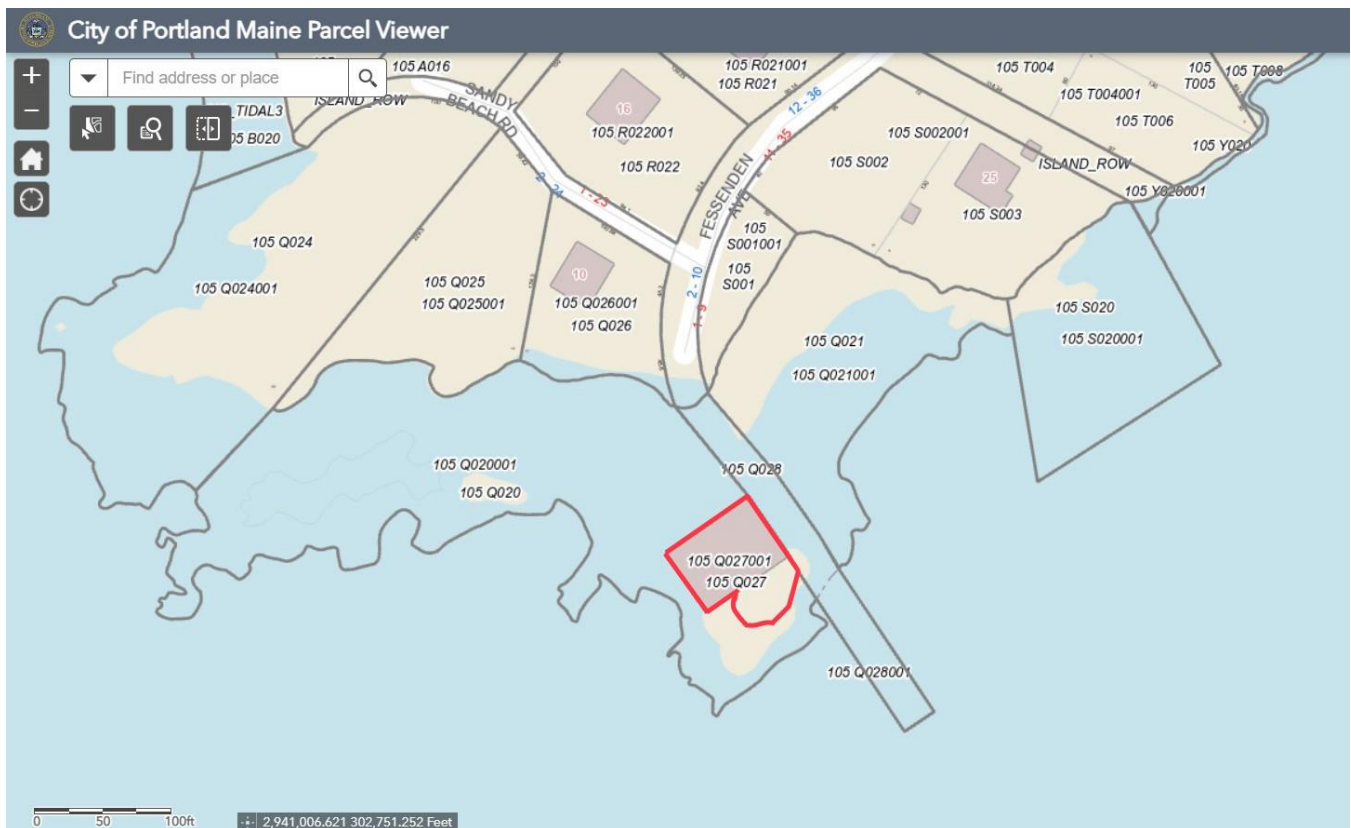 City of Portland Maine Parcel Viewer
+
Find address or place
−
105 A016
105 R021001
105 R021
105 T004
105
T005
105 T008
ISLAND_ROW
_TIDAL3
05 B020
SANDY
BEACH RD
16
12 - 36
105 T004001
105 T006
105 R022001
11 - 35
105 S002001
105 Y020
105 R022
105 S002
ISLAND_ROW
2 - 24
1 - 23
FESSENDEN
AVE
25
105 Y020001
105 S003
105 Q024
105
S001001
105 Q024001
105 Q025
105 Q025001
10
105
S001
2 - 10
1 - 9
105 Q026001
105 Q026
105 S020
105 S020001
105 Q021
105 Q021001
105 Q020001
105 Q020
105 Q028
105 Q027001
105 Q027
105 Q028001
0 50 100ft
2,941,006.621 302,751.252 Feet